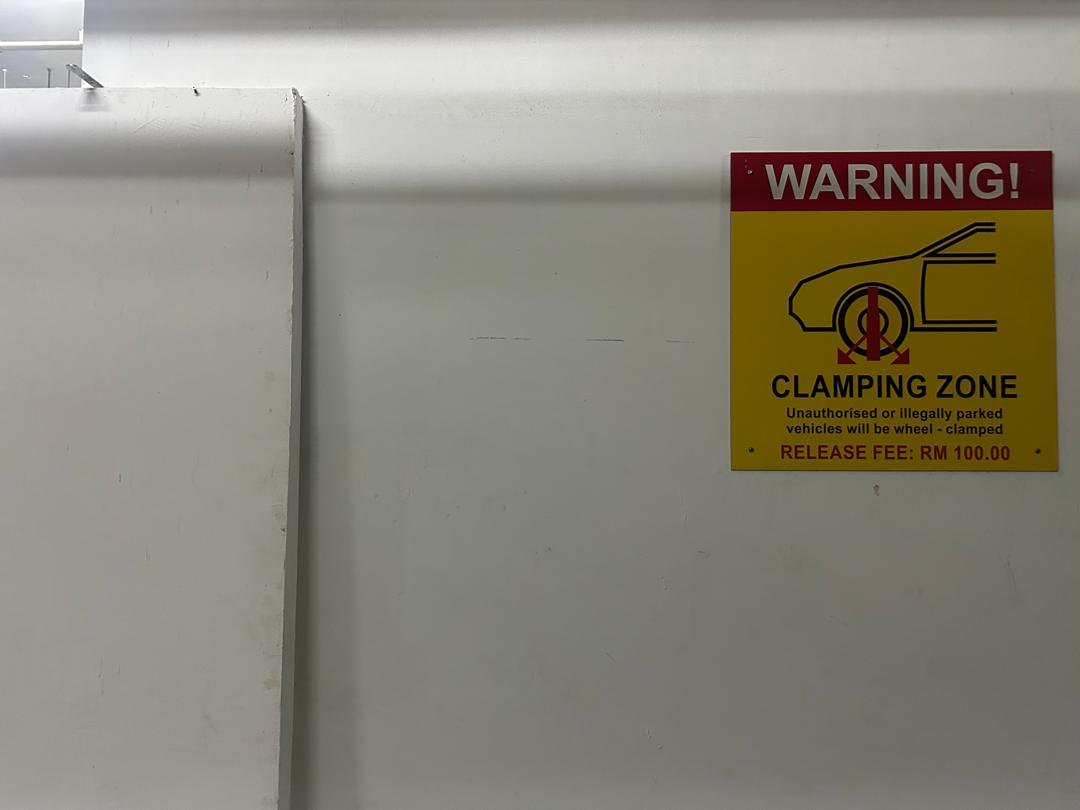 WARNING!
CLAMPING ZONE
Unauthorised or illegally parked
vehicles will be wheel - clamped
RELEASE FEE: RM 100.00